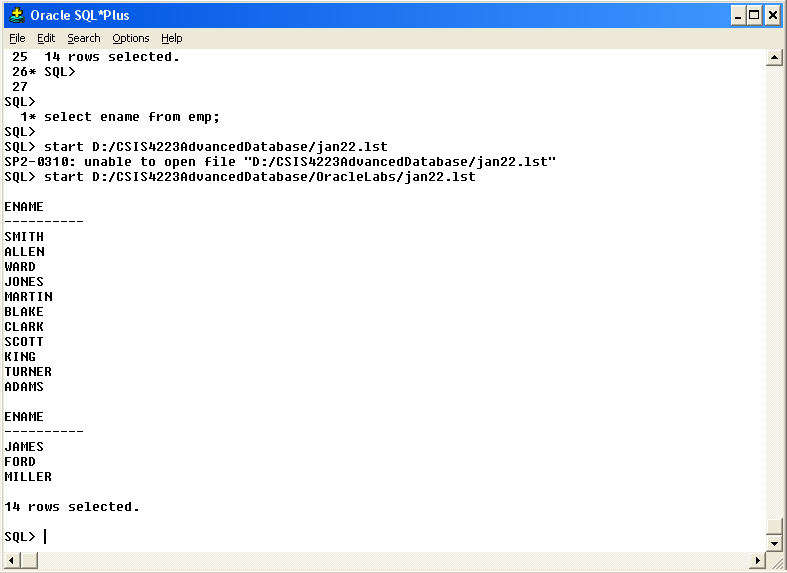 Oracle SQL*Plus
File Edit Search Options Help
25 14 rows selected.
26* SQL>
27
SQL>
1* select ename from emp;
SQL>
SQL> start D:/CSIS4223AdvancedDatabase/jan22.lst
SP2-0310: unable to open file "D:/CSIS4223AdvancedDatabase/jan22.lst"
SQL> start D:/CSIS4223AdvancedDatabase/OracleLabs/jan22.lst
ENAME
----------
SMITH
ALLEN
WARD
JONES
MARTIN
BLAKE
CLARK
SCOTT
KING
TURNER
ADAMS
ENAME
----------
JAMES
FORD
MILLER
14 rows selected.
SQL>